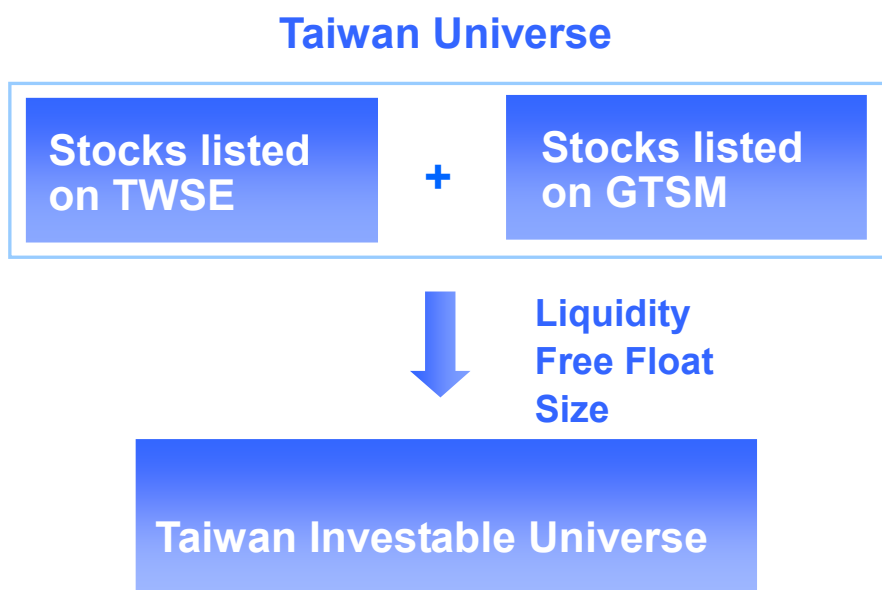 Taiwan Universe
Stocks listed
on TWSE
+
Stocks listed
on GTSM
Liquidity
Free Float
Size
Taiwan Investable Universe